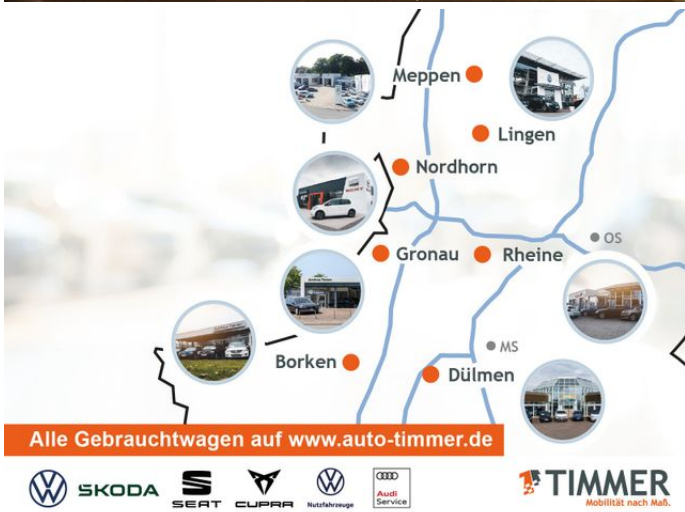 Meppen
Lingen
Nordhorn
OS
Gronau
Rheine
MS
Borken
Dülmen
Alle Gebrauchtwagen auf www.auto-timmer.de
ŠKODA
SEAT
CUPRA
Nutzfahrzeuge
Audi
Service
TIMMER
Mobilität nach Maß.